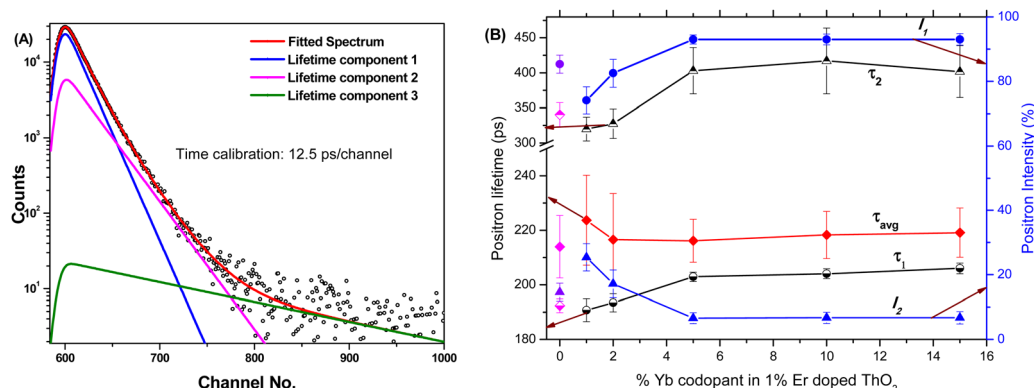 (A)
Fitted Spectrum
Lifetime component 1
Lifetime component 2
Lifetime component 3
Time calibration: 12.5 ps/channel
Counts
10⁴
10³
10²
10¹
600 700 800 900 1000
Channel No.
(B)
Positron lifetime (ps)
450
400
350
300
220
200
180
I₁
τ₂
τavg
τ₁
I₂
100
80
60
40
20
0
Positron Intensity (%)
0 2 4 6 8 10 12 14 16
% Yb codopant in 1% Er doped ThO₂